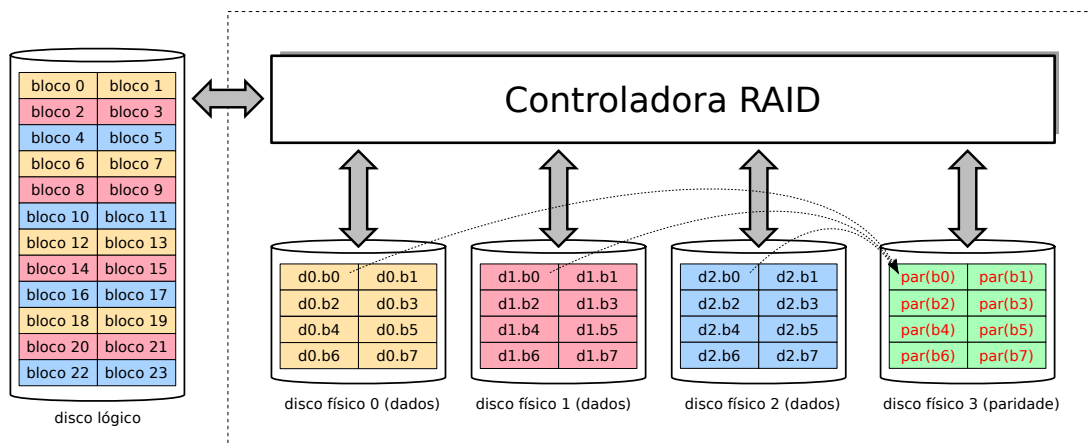 Controladora RAID
bloco 0 bloco 1
bloco 2 bloco 3
bloco 4 bloco 5
bloco 6 bloco 7
bloco 8 bloco 9
bloco 10 bloco 11
bloco 12 bloco 13
bloco 14 bloco 15
bloco 16 bloco 17
bloco 18 bloco 19
bloco 20 bloco 21
bloco 22 bloco 23
disco lógico
d0.b0 d0.b1
d0.b2 d0.b3
d0.b4 d0.b5
d0.b6 d0.b7
disco físico 0 (dados)
d1.b0 d1.b1
d1.b2 d1.b3
d1.b4 d1.b5
d1.b6 d1.b7
disco físico 1 (dados)
d2.b0 d2.b1
d2.b2 d2.b3
d2.b4 d2.b5
d2.b6 d2.b7
disco físico 2 (dados)
par(b0) par(b1)
par(b2) par(b3)
par(b4) par(b5)
par(b6) par(b7)
disco físico 3 (paridade)